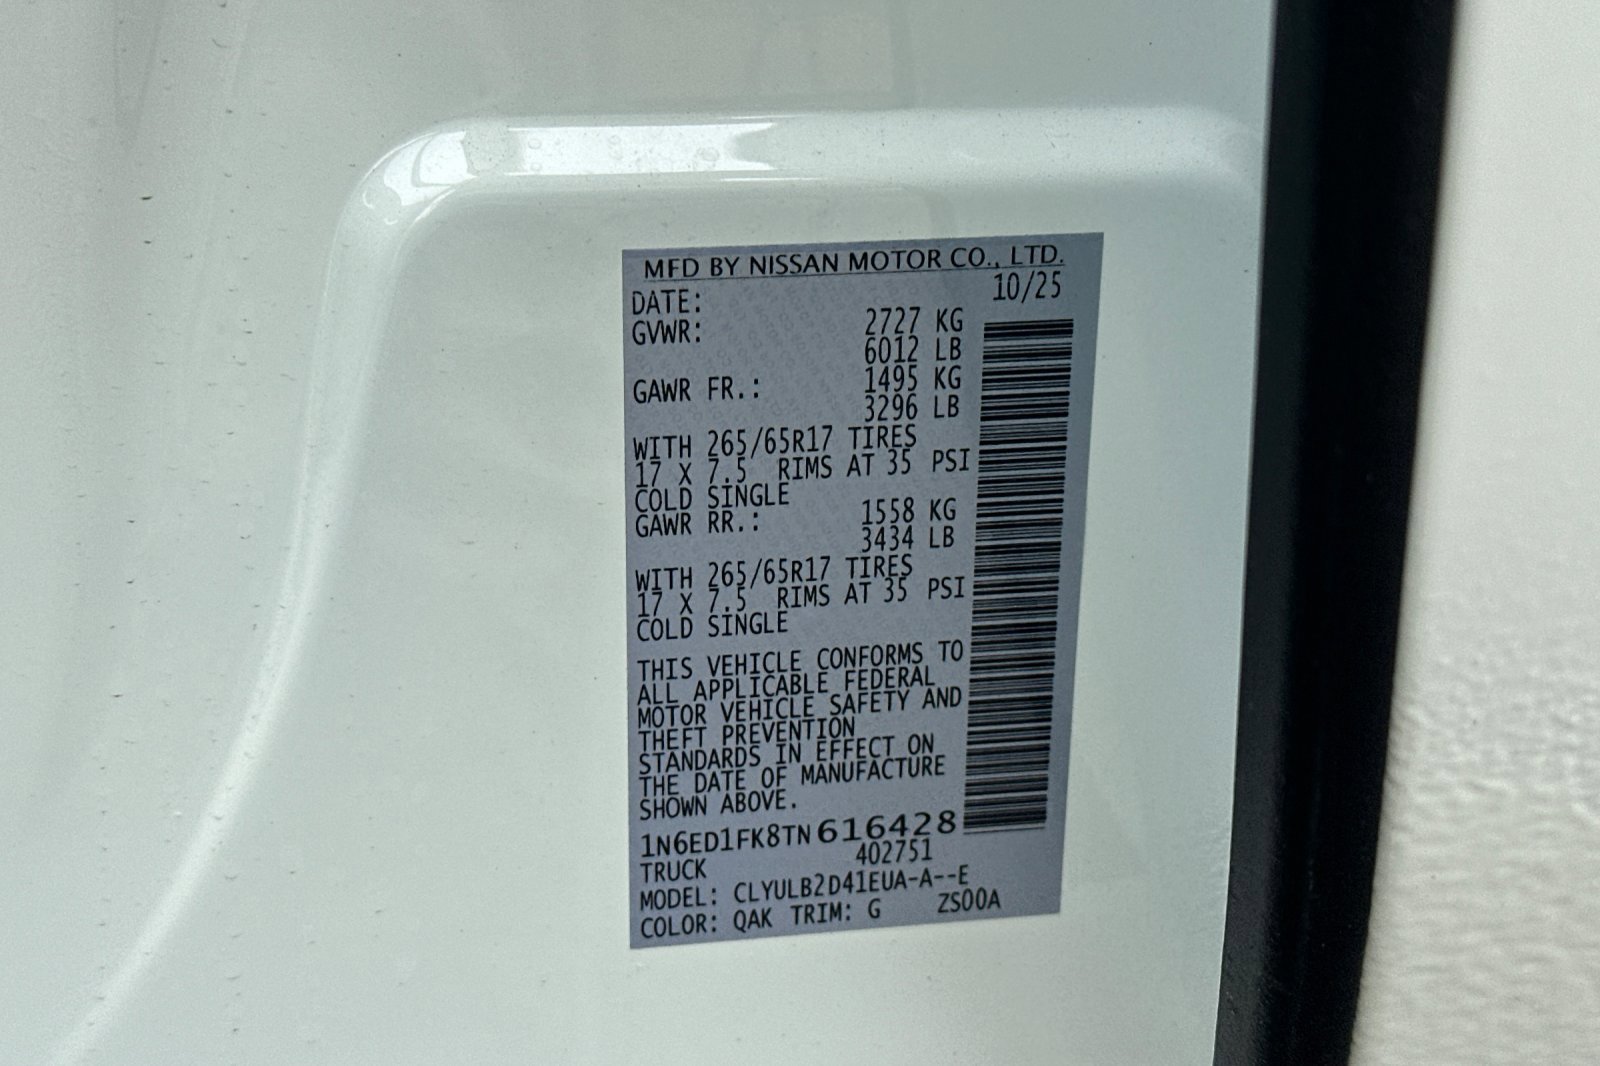 MFD BY NISSAN MOTOR CO., LTD.
DATE: 10/25
GVWR: 2727 KG
6012 LB
GAWR FR.: 1495 KG
3296 LB
WITH 265/65R17 TIRES
17 X 7.5 RIMS AT 35 PSI
COLD SINGLE
GAWR RR.: 1558 KG
3434 LB
WITH 265/65R17 TIRES
17 X 7.5 RIMS AT 35 PSI
COLD SINGLE
THIS VEHICLE CONFORMS TO
ALL APPLICABLE FEDERAL
MOTOR VEHICLE SAFETY AND
THEFT PREVENTION
STANDARDS IN EFFECT ON
THE DATE OF MANUFACTURE
SHOWN ABOVE.
1N6ED1FK8TN616428
TRUCK 402751
MODEL: CLYULB2D41EUA-A--E
COLOR: QAK TRIM: G ZS00A